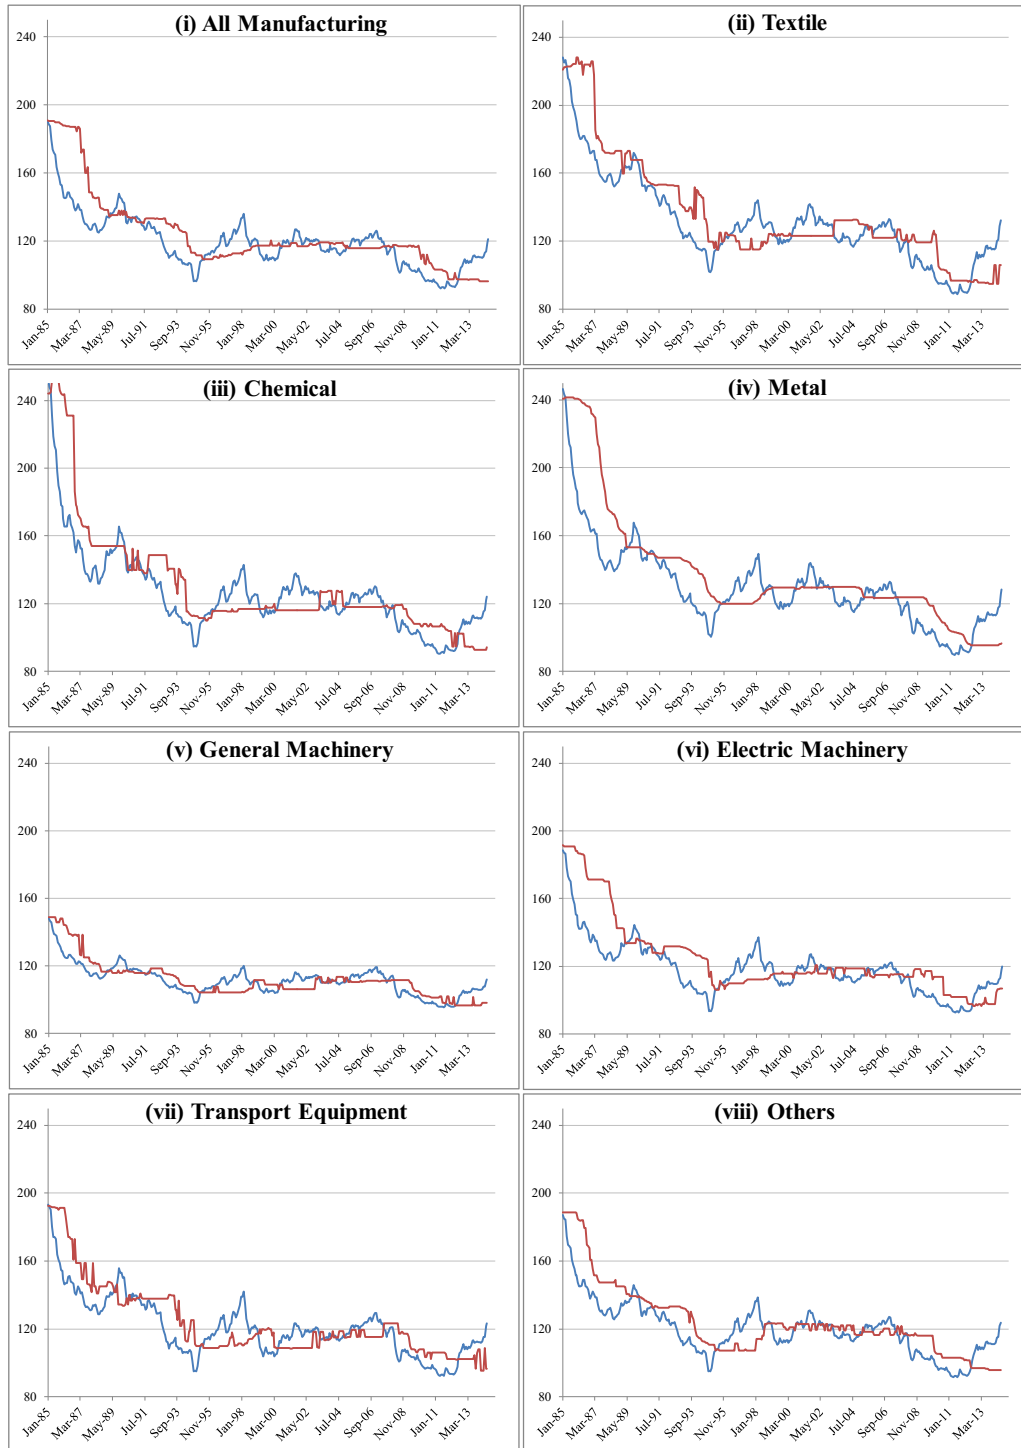 (i) All Manufacturing
240
200
160
120
80
Jan-85 Mar-87 May-89 Jul-91 Sep-93 Nov-95 Jan-98 Mar-00 May-02 Jul-04 Sep-06 Nov-08 Jan-11 Mar-13
(ii) Textile
240
200
160
120
80
Jan-85 Mar-87 May-89 Jul-91 Sep-93 Nov-95 Jan-98 Mar-00 May-02 Jul-04 Sep-06 Nov-08 Jan-11 Mar-13
(iii) Chemical
240
200
160
120
80
Jan-85 Mar-87 May-89 Jul-91 Sep-93 Nov-95 Jan-98 Mar-00 May-02 Jul-04 Sep-06 Nov-08 Jan-11 Mar-13
(iv) Metal
240
200
160
120
80
Jan-85 Mar-87 May-89 Jul-91 Sep-93 Nov-95 Jan-98 Mar-00 May-02 Jul-04 Sep-06 Nov-08 Jan-11 Mar-13
(v) General Machinery
240
200
160
120
80
Jan-85 Mar-87 May-89 Jul-91 Sep-93 Nov-95 Jan-98 Mar-00 May-02 Jul-04 Sep-06 Nov-08 Jan-11 Mar-13
(vi) Electric Machinery
240
200
160
120
80
Jan-85 Mar-87 May-89 Jul-91 Sep-93 Nov-95 Jan-98 Mar-00 May-02 Jul-04 Sep-06 Nov-08 Jan-11 Mar-13
(vii) Transport Equipment
240
200
160
120
80
Jan-85 Mar-87 May-89 Jul-91 Sep-93 Nov-95 Jan-98 Mar-00 May-02 Jul-04 Sep-06 Nov-08 Jan-11 Mar-13
(viii) Others
240
200
160
120
80
Jan-85 Mar-87 May-89 Jul-91 Sep-93 Nov-95 Jan-98 Mar-00 May-02 Jul-04 Sep-06 Nov-08 Jan-11 Mar-13